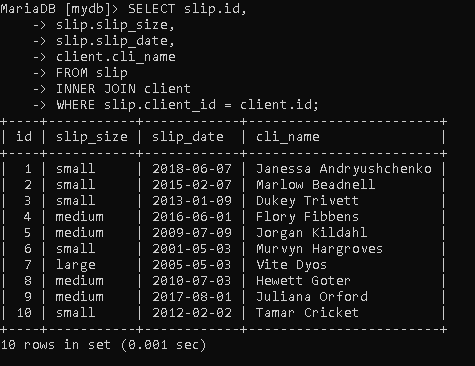 MariaDB [mydb]> SELECT slip.id,
    -> slip.slip_size,
    -> slip.slip_date,
    -> client.cli_name
    -> FROM slip
    -> INNER JOIN client
    -> WHERE slip.client_id = client.id;
+----+-----------+------------+------------------------+
| id | slip_size | slip_date  | cli_name               |
+----+-----------+------------+------------------------+
|  1 | small     | 2018-06-07 | Janessa Andryushchenko |
|  2 | small     | 2015-02-07 | Marlow Beadnell        |
|  3 | small     | 2013-01-09 | Dukey Trivett          |
|  4 | medium    | 2016-06-01 | Flory Fibbens          |
|  5 | medium    | 2009-07-09 | Jorgan Kildahl         |
|  6 | small     | 2001-05-03 | Murvyn Hargroves       |
|  7 | large     | 2005-05-03 | Vite Dyos              |
|  8 | medium    | 2010-07-03 | Hewett Goter           |
|  9 | medium    | 2017-08-01 | Juliana Orford         |
| 10 | small     | 2012-02-02 | Tamar Cricket          |
+----+-----------+------------+------------------------+
10 rows in set (0.001 sec)